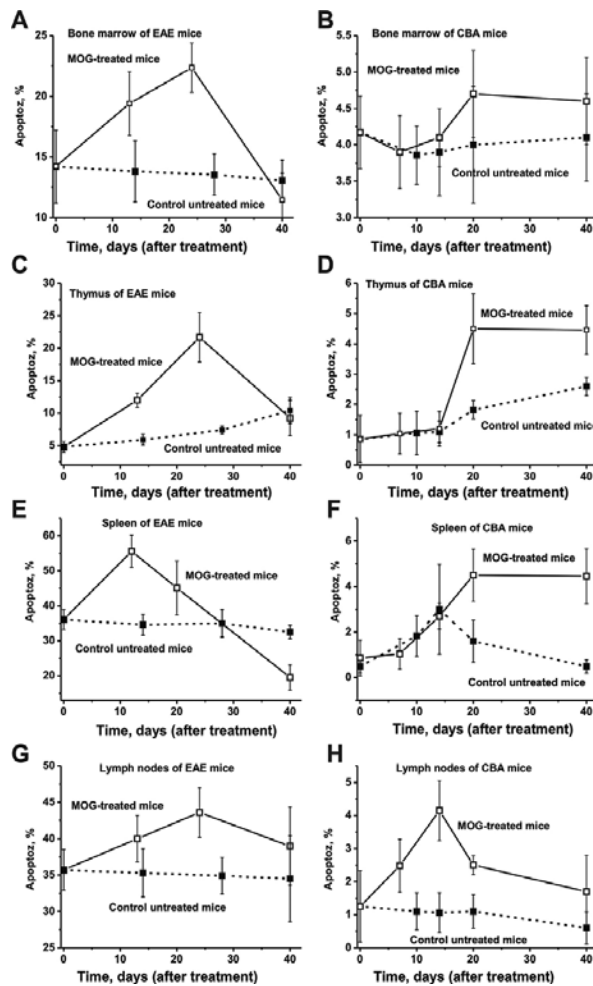 A
Bone marrow of EAE mice
MOG-treated mice
Control untreated mice
Apoptoz, %
25
20
15
10
0 10 20 30 40
Time, days (after treatment)
B
Bone marrow of CBA mice
MOG-treated mice
Control untreated mice
Apoptoz, %
5.5
5.0
4.5
4.0
3.5
3.0
0 10 20 30 40
Time, days (after treatment)
C
Thymus of EAE mice
MOG-treated mice
Control untreated mice
Apoptoz, %
30
25
20
15
10
5
0 10 20 30 40
Time, days (after treatment)
D
Thymus of CBA mice
MOG-treated mice
Control untreated mice
Apoptoz, %
6
5
4
3
2
1
0
0 10 20 30 40
Time, days (after treatment)
E
Spleen of EAE mice
MOG-treated mice
Control untreated mice
Apoptoz, %
60
50
40
30
20
0 10 20 30 40
Time, days (after treatment)
F
Spleen of CBA mice
MOG-treated mice
Control untreated mice
Apoptoz, %
6
4
2
0
0 10 20 30 40
Time, days (after treatment)
G
Lymph nodes of EAE mice
MOG-treated mice
Control untreated mice
Apoptoz, %
50
45
40
35
30
25
0 10 20 30 40
Time, days (after treatment)
H
Lymph nodes of CBA mice
MOG-treated mice
Control untreated mice
Apoptoz, %
5
4
3
2
1
0
0 10 20 30 40
Time, days (after treatment)